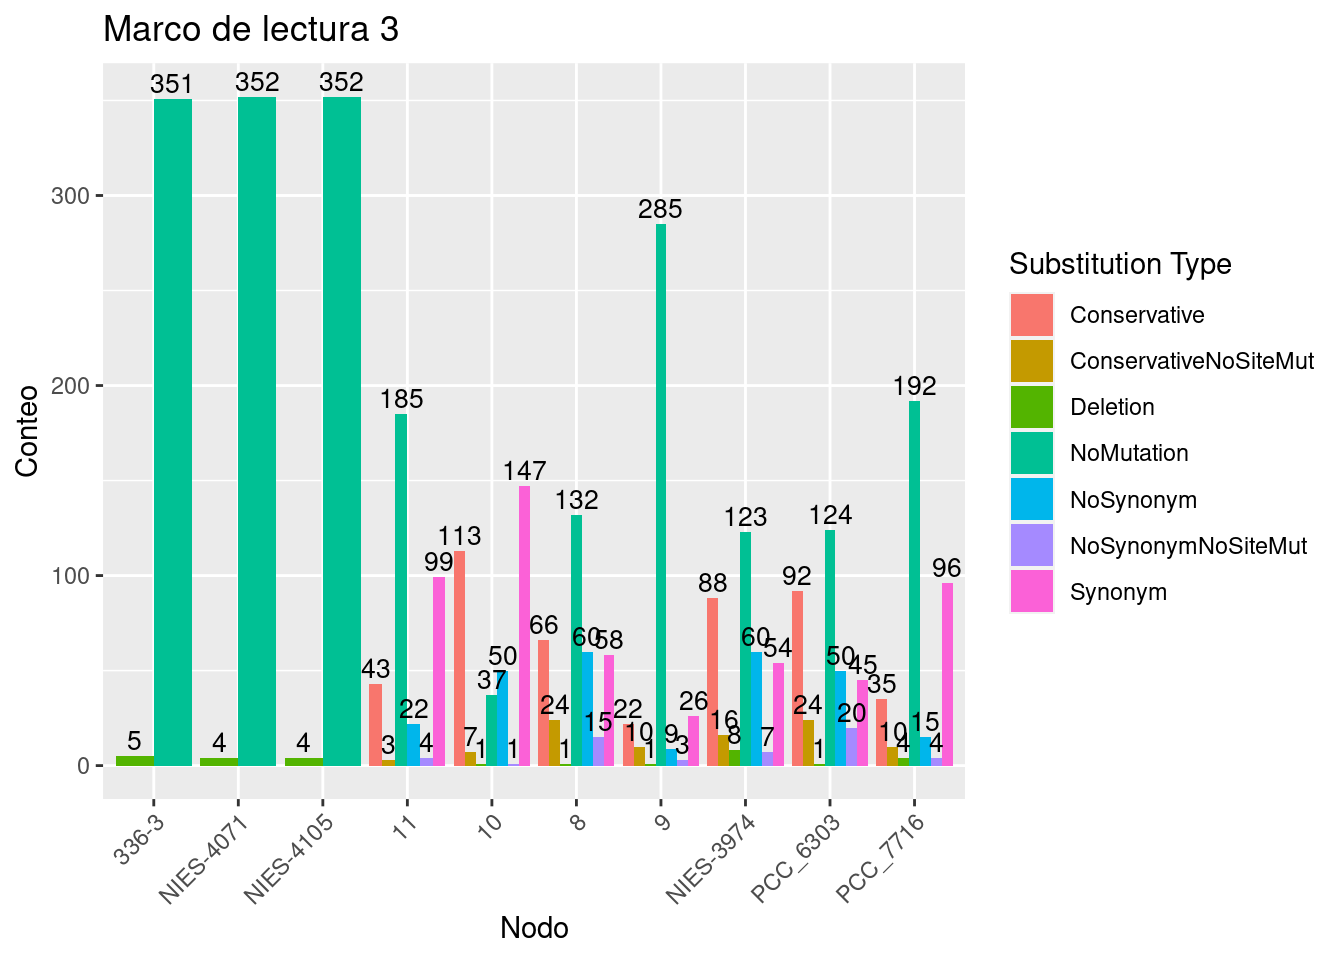 Marco de lectura 3
Conteo
300
200
100
0
5 351
4 352
4 352
43 3 185 22 4 99
113 7 1 37 50 1 147
66 24 1 132 60 15 58
22 10 1 285 9 3 26
88 16 8 123 60 7 54
92 24 1 124 50 20 45
35 10 4 192 15 4 96
336-3
NIES-4071
NIES-4105
11
10
8
9
NIES-3974
PCC_6303
PCC_7716
Nodo
Substitution Type
Conservative
ConservativeNoSiteMut
Deletion
NoMutation
NoSynonym
NoSynonymNoSiteMut
Synonym